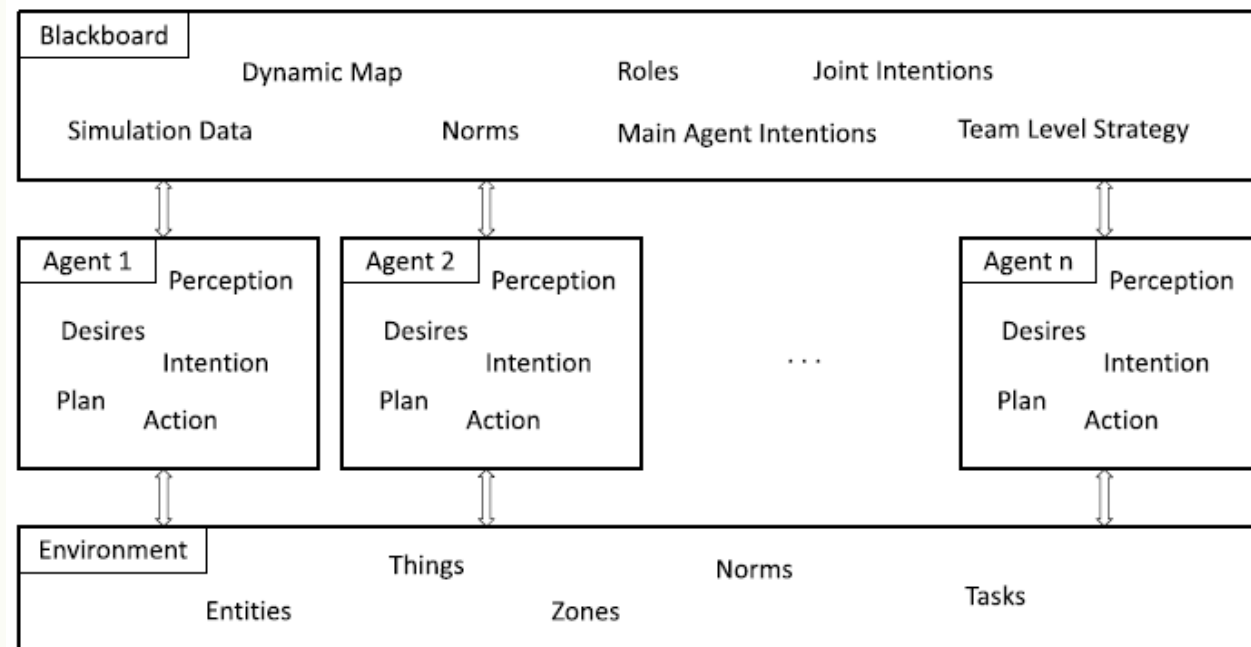 Blackboard
Dynamic Map
Roles
Joint Intentions
Simulation Data
Norms
Main Agent Intentions
Team Level Strategy
Agent 1
Perception
Desires
Intention
Plan
Action
Agent 2
Perception
Desires
Intention
Plan
Action
...
Agent n
Perception
Desires
Intention
Plan
Action
Environment
Things
Norms
Entities
Zones
Tasks